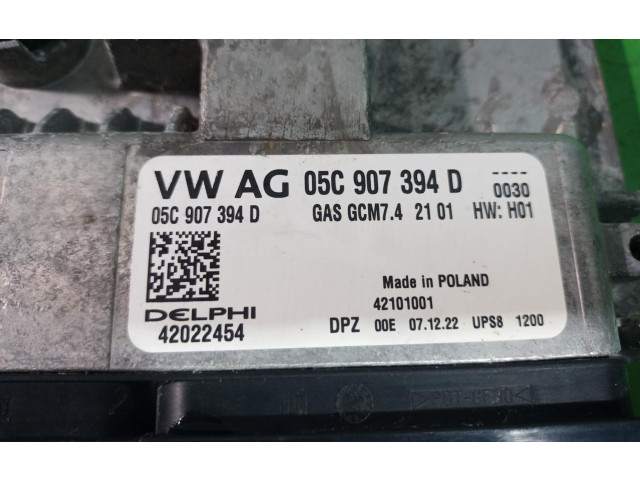 VW AG 05C 907 394 D ----
0030
05C 907 394 D GAS GCM7.4 21 01 HW: H01
Made in POLAND
42101001
DELPHI
42022454 DPZ 00E 07.12.22 UPS8 1200